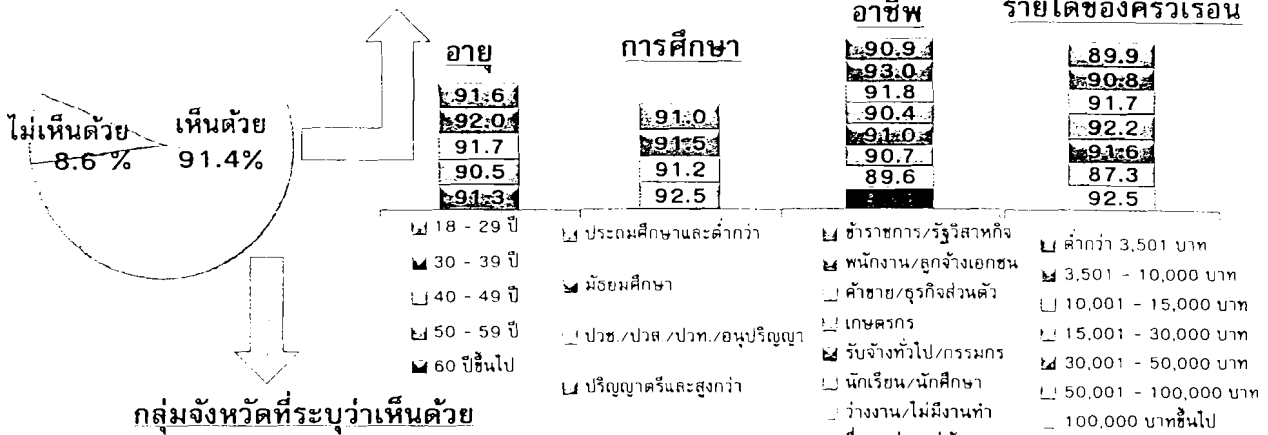 ไม่เห็นด้วย
8.6 %
เห็นด้วย
91.4%
กลุ่มจังหวัดที่ระบุว่าเห็นด้วย
อายุ
91.6
92.0
91.7
90.5
91.3
18 - 29 ปี
30 - 39 ปี
40 - 49 ปี
50 - 59 ปี
60 ปีขึ้นไป
การศึกษา
91.0
91.5
91.2
92.5
ประถมศึกษาและต่ำกว่า
มัธยมศึกษา
ปวช./ปวส./ปวท./อนุปริญญา
ปริญญาตรีและสูงกว่า
อาชีพ
90.9
93.0
91.8
90.4
91.0
90.7
89.6
ข้าราชการ/รัฐวิสาหกิจ
พนักงาน/ลูกจ้างเอกชน
ค้าขาย/ธุรกิจส่วนตัว
เกษตรกร
รับจ้างทั่วไป/กรรมกร
นักเรียน/นักศึกษา
ว่างงาน/ไม่มีงานทำ
รายได้ของครัวเรือน
89.9
90.8
91.7
92.2
91.6
87.3
92.5
ต่ำกว่า 3,501 บาท
3,501 - 10,000 บาท
10,001 - 15,000 บาท
15,001 - 30,000 บาท
30,001 - 50,000 บาท
50,001 - 100,000 บาท
100,000 บาทขึ้นไป